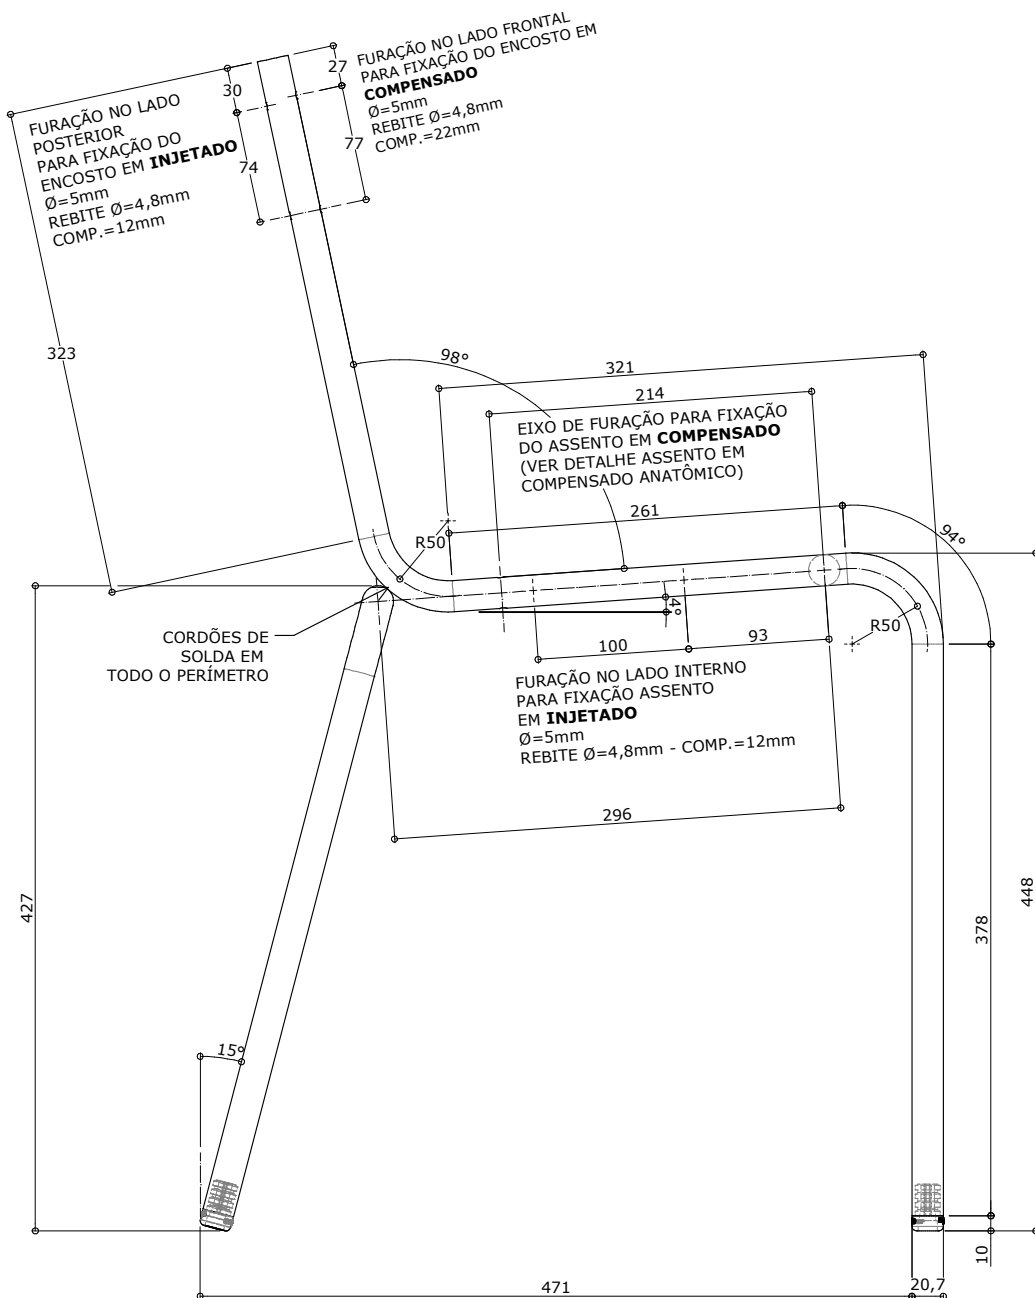 FURAÇÃO NO LADO FRONTAL
PARA FIXAÇÃO DO ENCOSTO EM
COMPENSADO
Ø=5mm
REBITE Ø=4,8mm
COMP.=22mm
27
30
77
74
FURAÇÃO NO LADO
POSTERIOR
PARA FIXAÇÃO DO
ENCOSTO EM INJETADO
Ø=5mm
REBITE Ø=4,8mm
COMP.=12mm
323
98°
321
214
EIXO DE FURAÇÃO PARA FIXAÇÃO
DO ASSENTO EM COMPENSADO
(VER DETALHE ASSENTO EM
COMPENSADO ANATÔMICO)
261
R50
94°
4°
R50
CORDÕES DE
SOLDA EM
TODO O PERÍMETRO
100
93
FURAÇÃO NO LADO INTERNO
PARA FIXAÇÃO ASSENTO
EM INJETADO
Ø=5mm
REBITE Ø=4,8mm - COMP.=12mm
296
427
448
378
15°
10
471
20,7